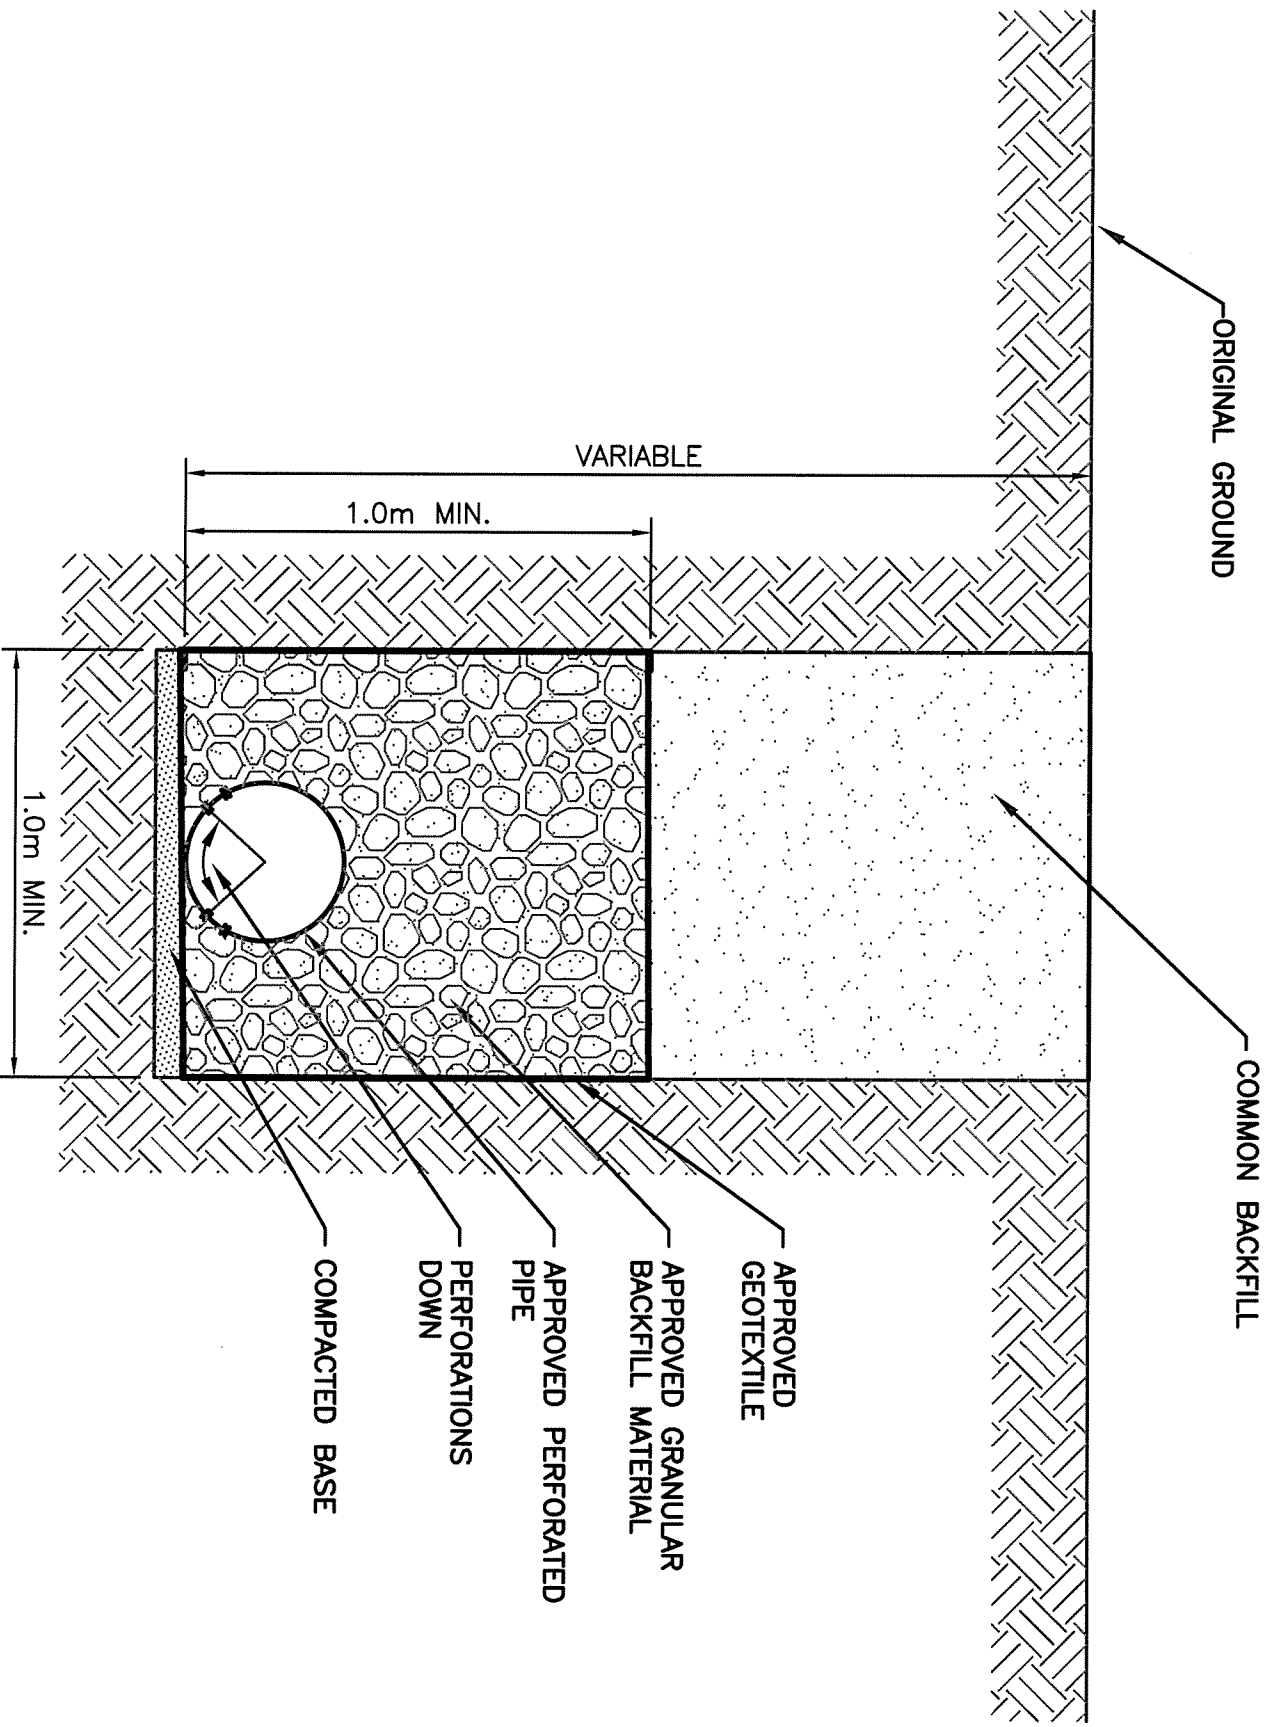 ORIGINAL GROUND
COMMON BACKFILL
VARIABLE
1.0m MIN.
APPROVED
GEOTEXTILE
APPROVED GRANULAR
BACKFILL MATERIAL
APPROVED PERFORATED
PIPE
PERFORATIONS
DOWN
COMPACTED BASE
1.0m MIN.